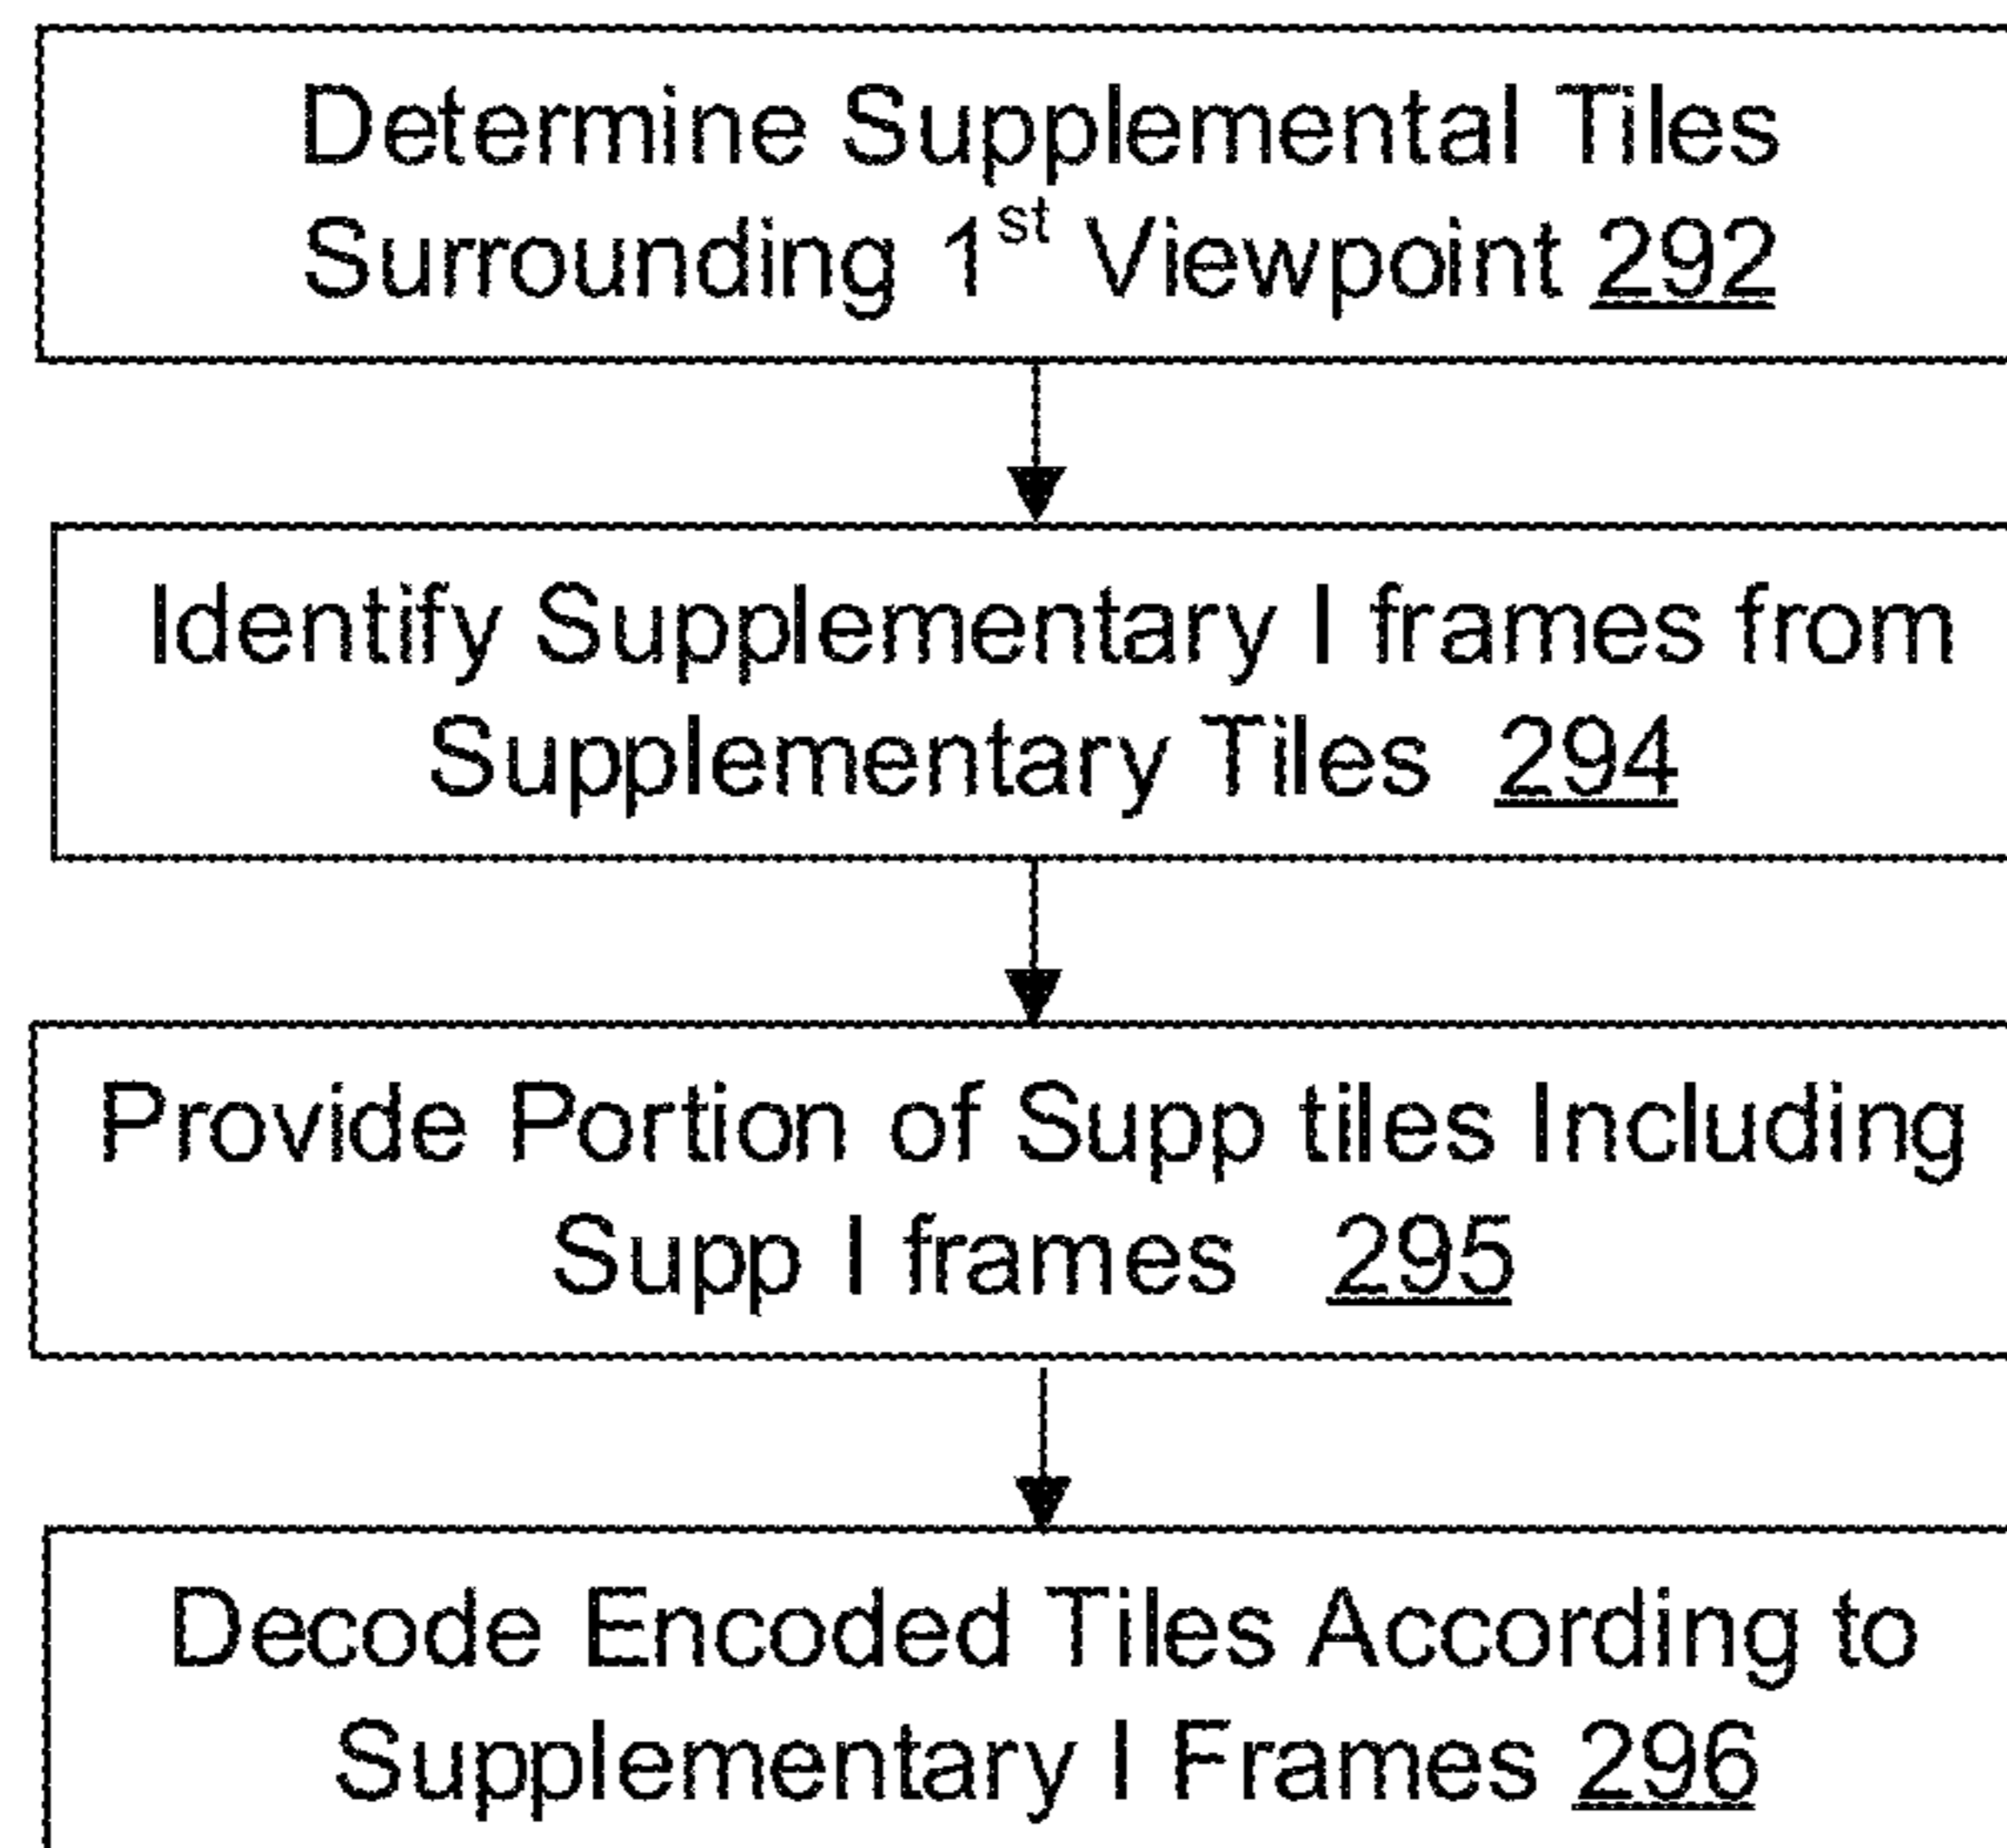 Determine Supplemental Tiles
Surrounding 1st Viewpoint 292
Identify Supplementary I frames from
Supplementary Tiles 294
Provide Portion of Supp tiles Including
Supp I frames 295
Decode Encoded Tiles According to
Supplementary I Frames 296